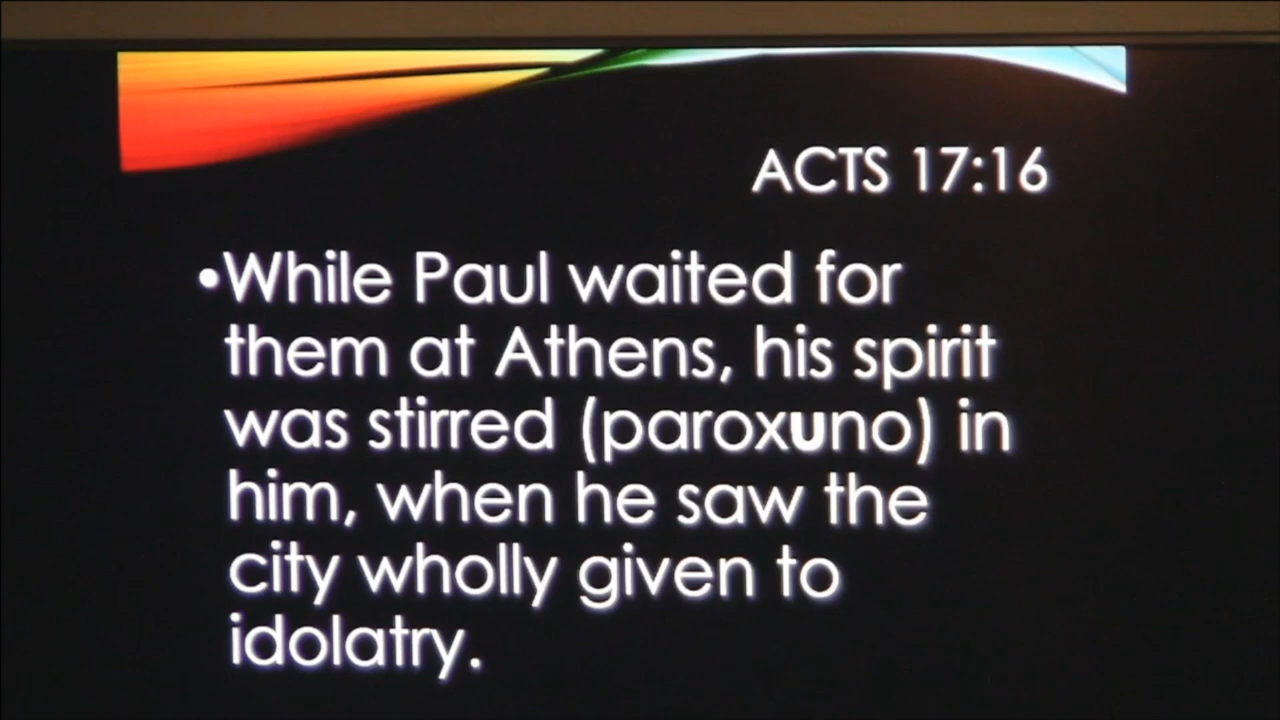 ACTS 17:16
•While Paul waited for
them at Athens, his spirit
was stirred (paroxuno) in
him, when he saw the
city wholly given to
idolatry.